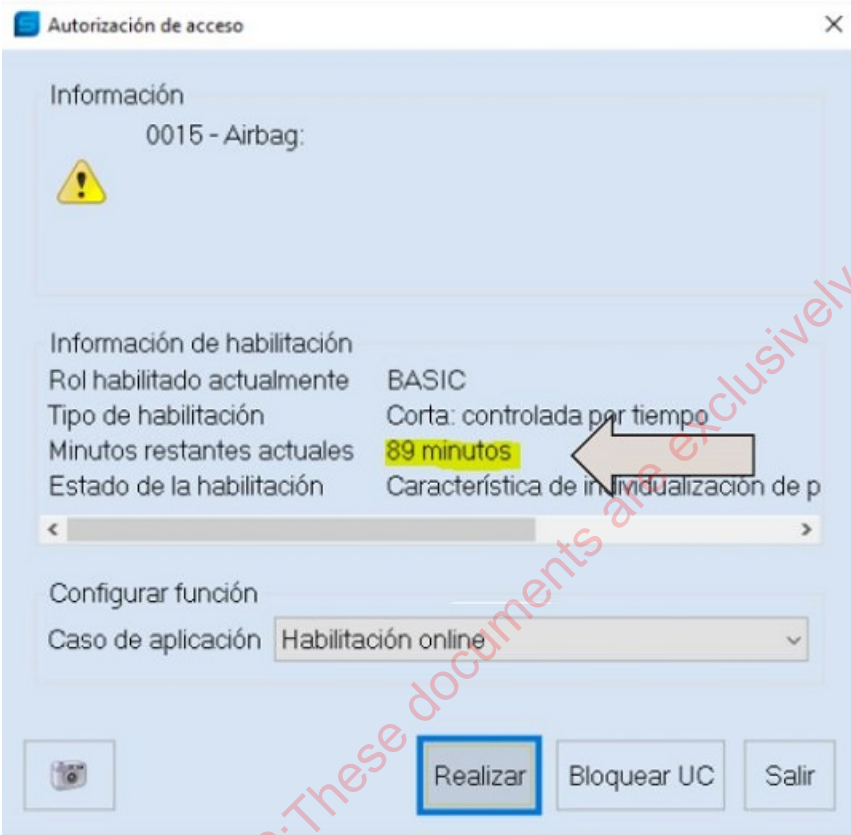 Autorización de acceso
Información
0015 - Airbag:
Información de habilitación
Rol habilitado actualmente BASIC
Tipo de habilitación Corta: controlada por tiempo
Minutos restantes actuales 89 minutos
Estado de la habilitación Característica de individualización de p
Configurar función
Caso de aplicación Habilitación online
Realizar Bloquear UC Salir
These documents are exclusively